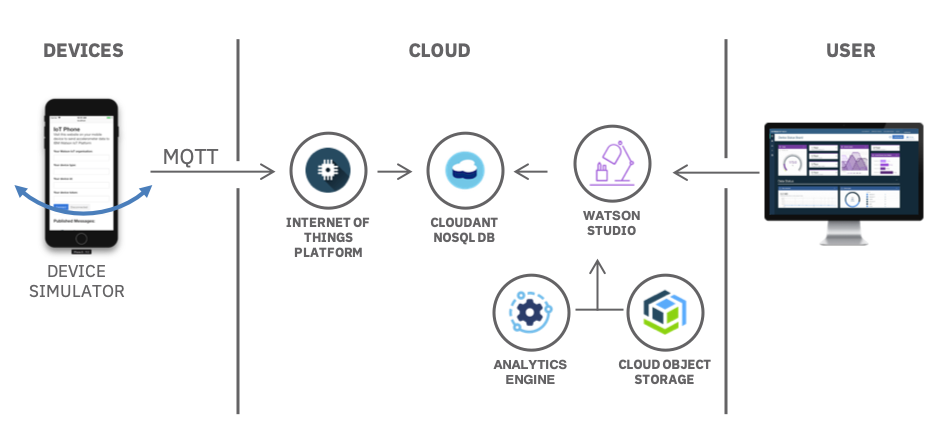 DEVICES
CLOUD
USER
IoT Phone
MQTT
Published Messages
DEVICE
SIMULATOR
INTERNET OF
THINGS
PLATFORM
CLOUDANT
NOSQL DB
WATSON
STUDIO
ANALYTICS
ENGINE
CLOUD OBJECT
STORAGE